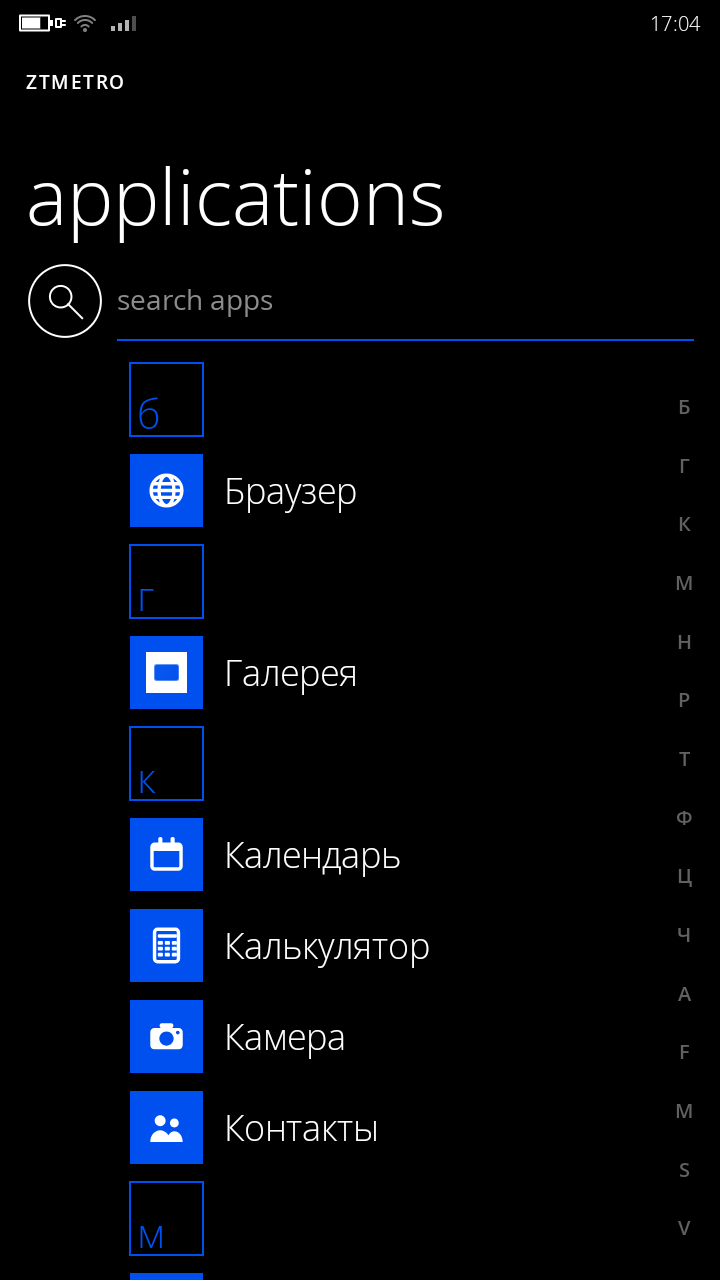 17:04
ZTMETRO
applications
search apps
б
Браузер
г
Галерея
к
Календарь
Калькулятор
Камера
Контакты
м
Б
Г
К
М
Н
Р
Т
Ф
Ц
Ч
A
F
M
S
V